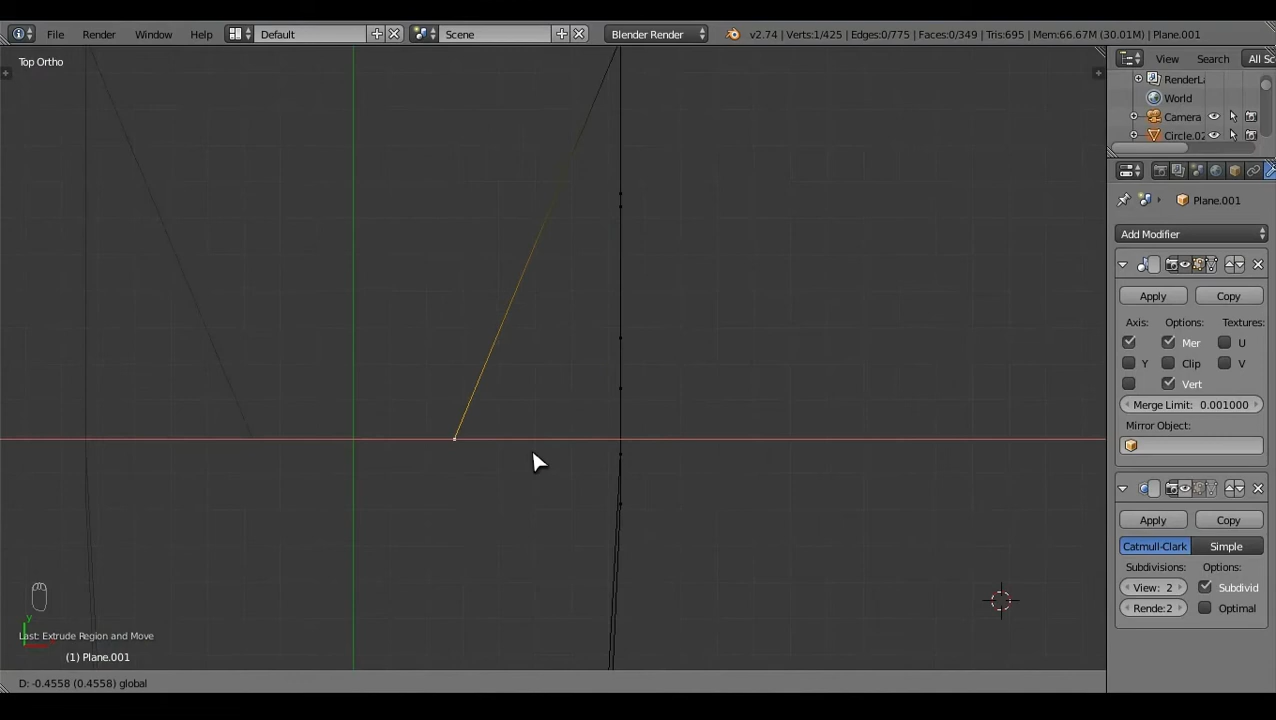 File Render Window Help Default Scene Blender Render v2.74 | Verts:1/425 | Edges:0/775 | Faces:0/349 | Tris:695 | Mem:66.67M (30.01M) | Plane.001
Top Ortho
View Search All Sc
RenderLa
World
Camera
Circle.02
Plane.001
Add Modifier
Apply Copy
Axis: Options: Textures:
Mer U
Y Clip V
Vert
Merge Limit: 0.001000
Mirror Object:
Apply Copy
Catmull-Clark Simple
Subdivisions: Options:
View: 2 Subdivid
Rende:2 Optimal
y
Last: Extrude Region and Move
(1) Plane.001
D: -0.4558 (0.4558) global